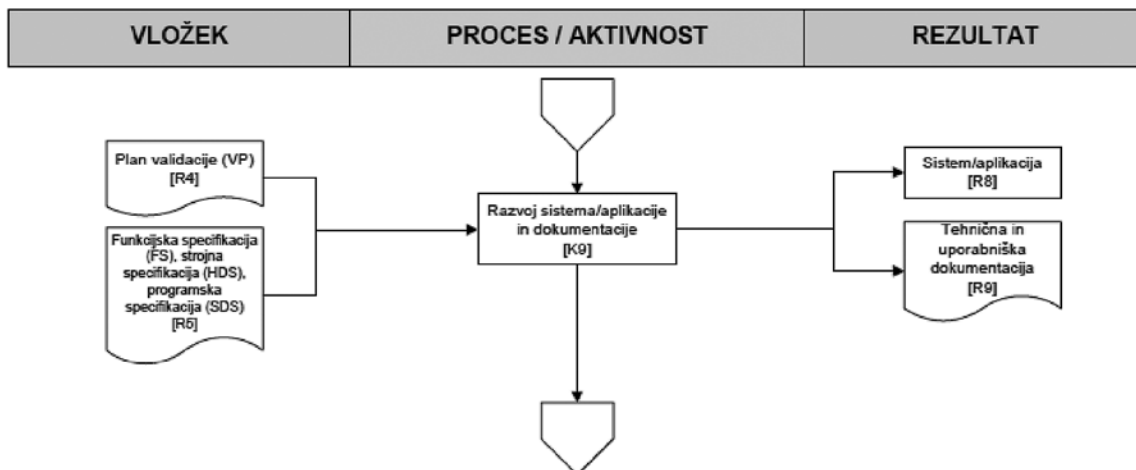 VLOŽEK
PROCES / AKTIVNOST
REZULTAT
Plan validacije (VP)
[R4]
Funkcijska specifikacija
(FS), strojna
specifikacija (HDS),
programska
specifikacija (SDS)
[R5]
Razvoj sistema/aplikacije
in dokumentacije
[K9]
Sistem/aplikacija
[R8]
Tehnična in
uporabniška
dokumentacija
[R9]